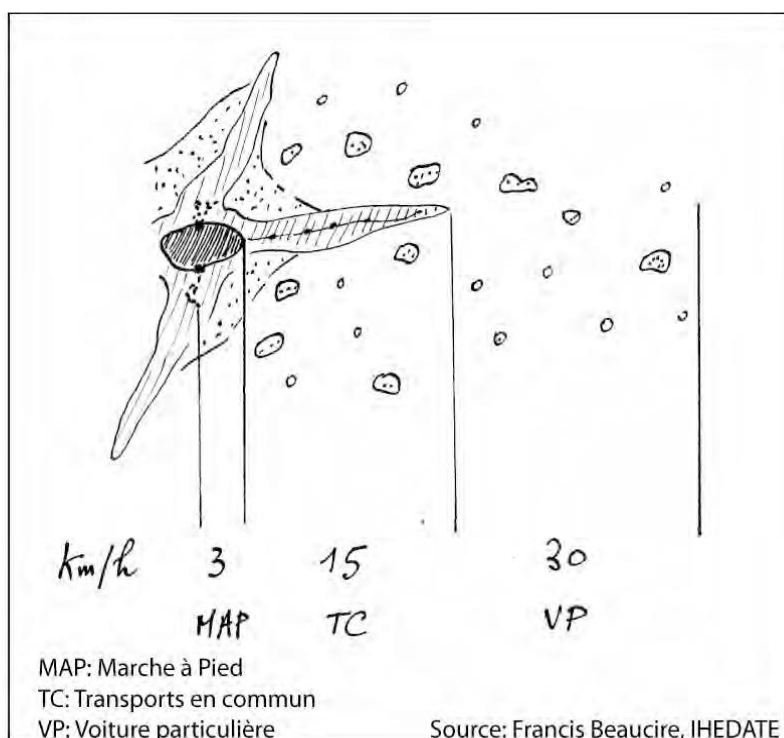 Km/h 3 15 30
MAP TC VP
MAP: Marche à Pied
TC: Transports en commun
VP: Voiture particulière Source: Francis Beaucire, IHEDATE